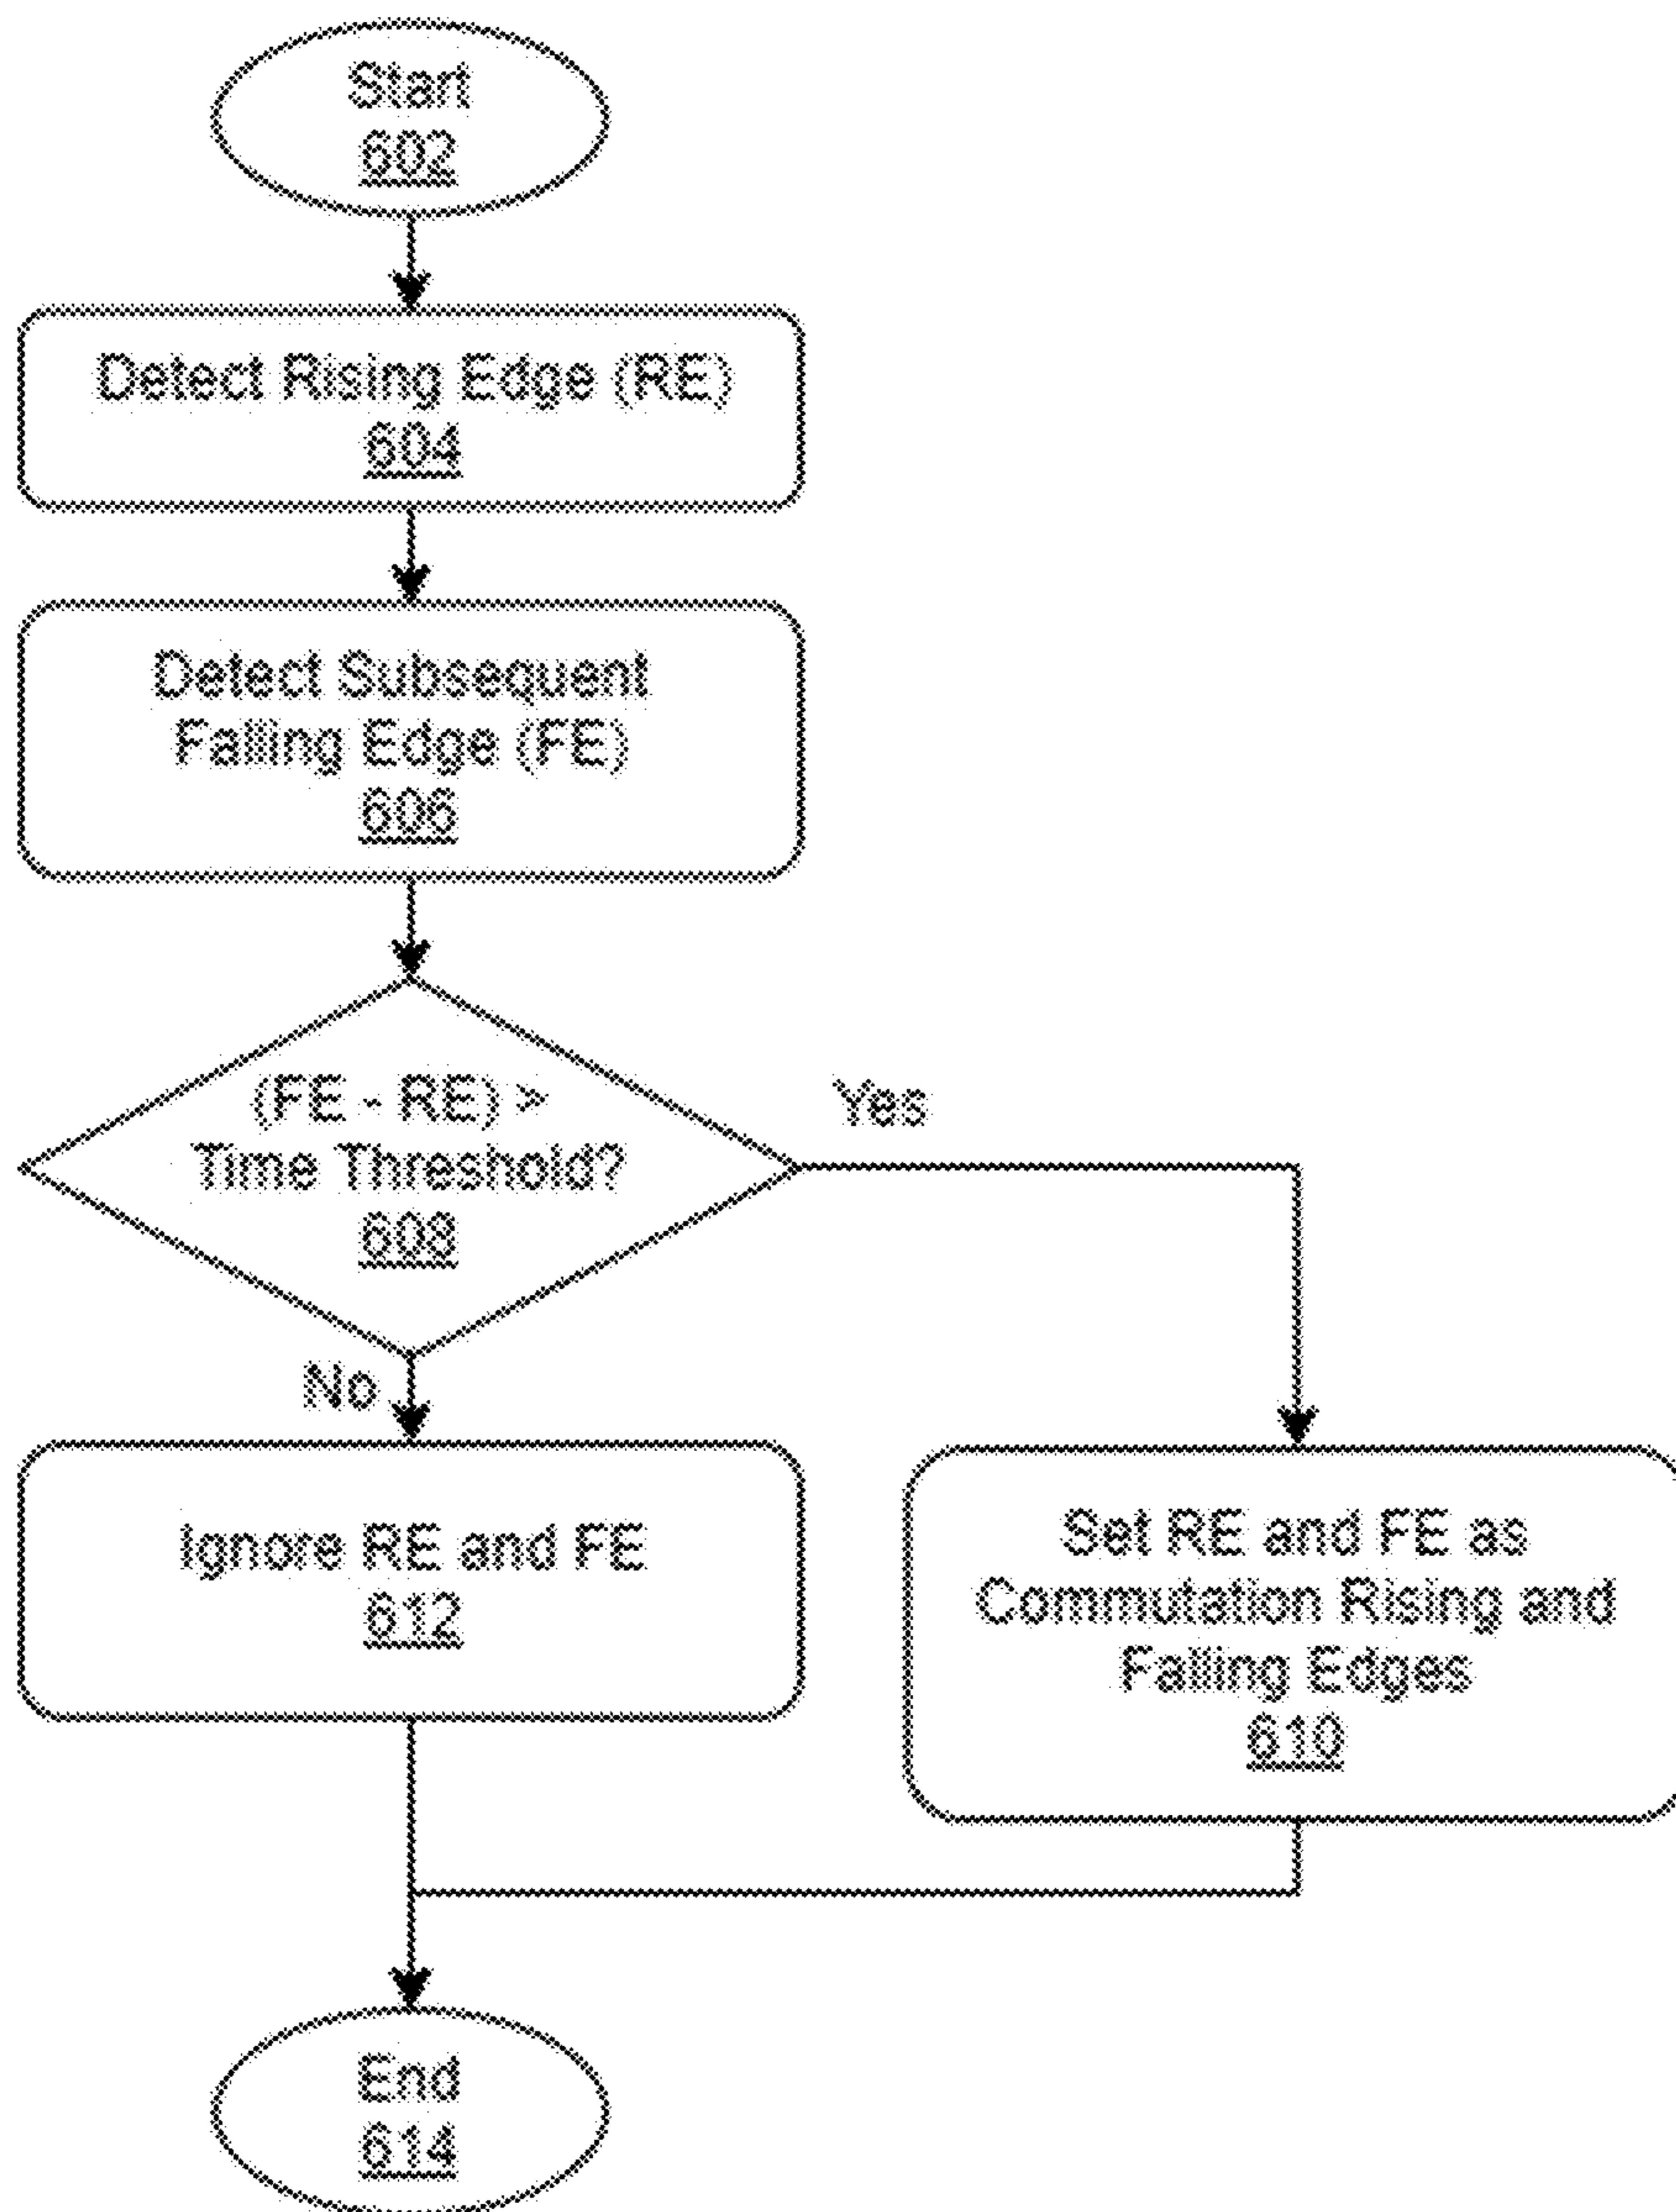 Start
602
Detect Rising Edge (RE)
604
Detect Subsequent
Falling Edge (FE)
606
(FE - RE) >
Time Threshold?
608
Yes
No
Ignore RE and FE
612
Set RE and FE as
Commutation Rising and
Falling Edges
610
End
614